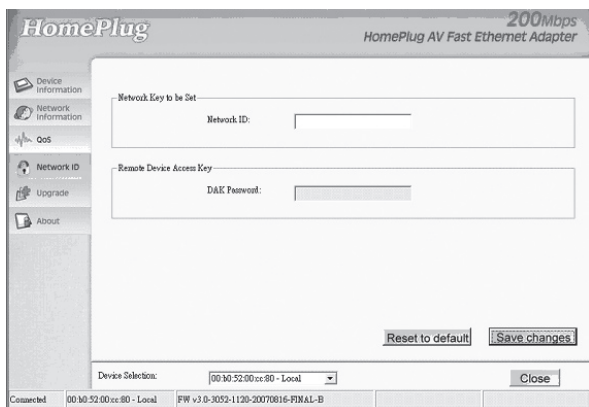 HomePlug
200Mbps
HomePlug AV Fast Ethernet Adapter
Device
Information
Network
Information
QoS
Network ID
Upgrade
About
Network Key to be Set
Network ID:
Remote Device Access Key
DAK Password:
Reset to default
Save changes
Device Selection:
00:b0:52:00:cc:80 - Local
Close
Connected
00:b0:52:00:cc:80 - Local
FW v3.0-3052-1120-20070816-FINAL-B